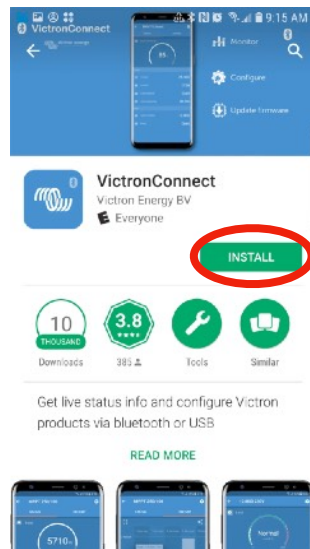 9:15 AM
VictronConnect
Monitor
Configure
Update firmware
VictronConnect
Victron Energy BV
E Everyone
INSTALL
10
THOUSAND
Downloads
3.8
385
Tools
Similar
Get live status info and configure Victron
products via bluetooth or USB
READ MORE
5710
Normal